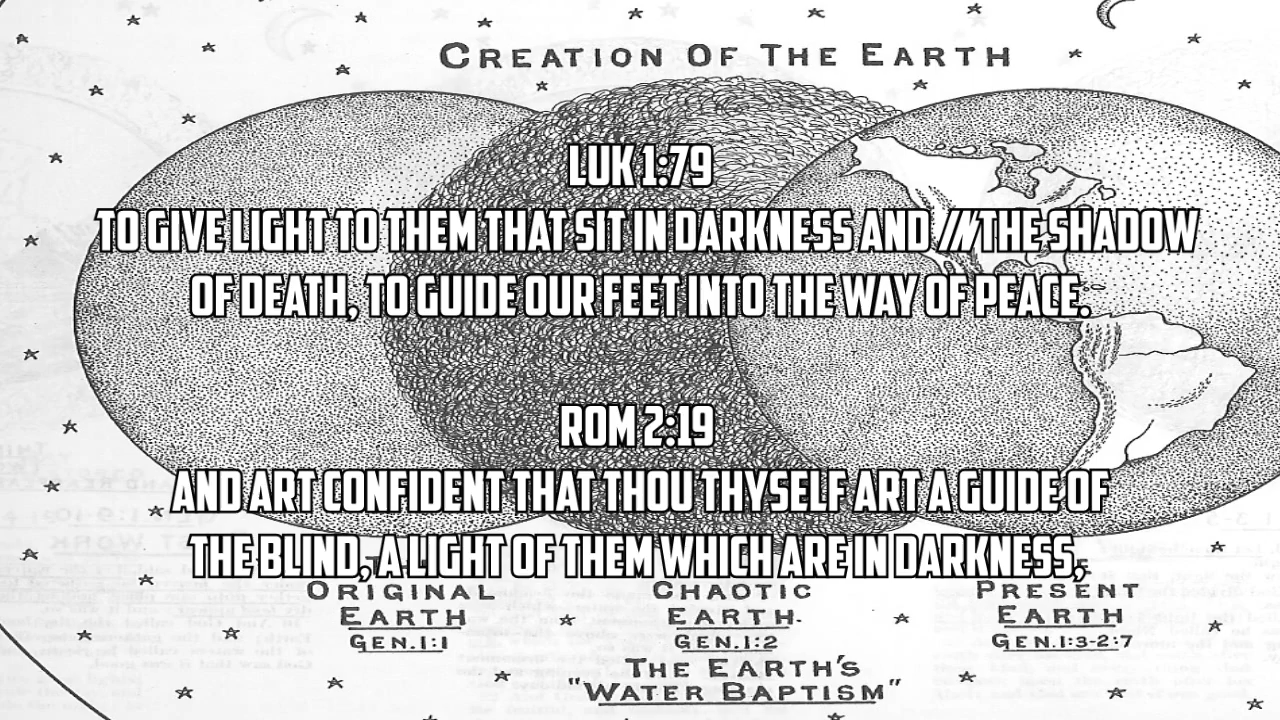 CREATION OF THE EARTH
LUK 1:79
TO GIVE LIGHT TO THEM THAT SIT IN DARKNESS AND IN THE SHADOW
OF DEATH, TO GUIDE OUR FEET INTO THE WAY OF PEACE.
ROM 2:19
AND ART CONFIDENT THAT THOU THYSELF ART A GUIDE OF
THE BLIND, A LIGHT OF THEM WHICH ARE IN DARKNESS,
ORIGINAL
EARTH
GEN.1:1
CHAOTIC
EARTH.
GEN.1:2
PRESENT
EARTH
GEN.1:3-2:7
THE EARTH'S
"WATER BAPTISM"